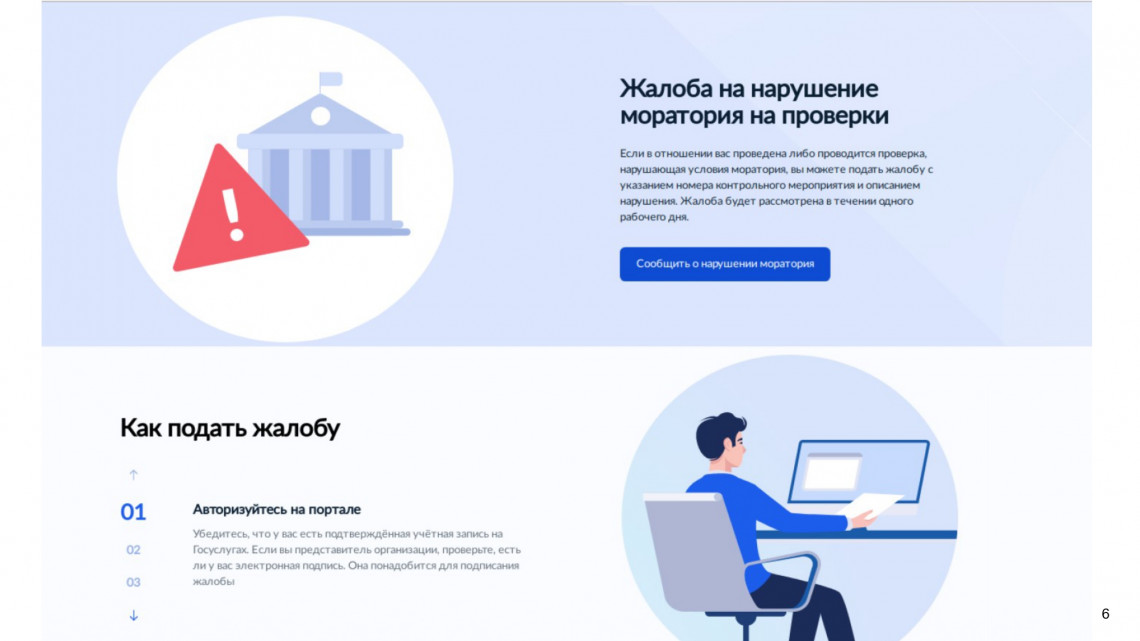 Жалоба на нарушение
моратория на проверки
Если в отношении вас проведена либо проводится проверка,
нарушающая условия моратория, вы можете подать жалобу с
указанием номера контрольного мероприятия и описанием
нарушения. Жалоба будет рассмотрена в течении одного
рабочего дня.
Сообщить о нарушении моратория
Как подать жалобу
01
Авторизуйтесь на портале
Убедитесь, что у вас есть подтверждённая учётная запись на
02
Госуслугах. Если вы представитель организации, проверьте, есть
ли у вас электронная подпись. Она понадобится для подписания
03
жалобы
6